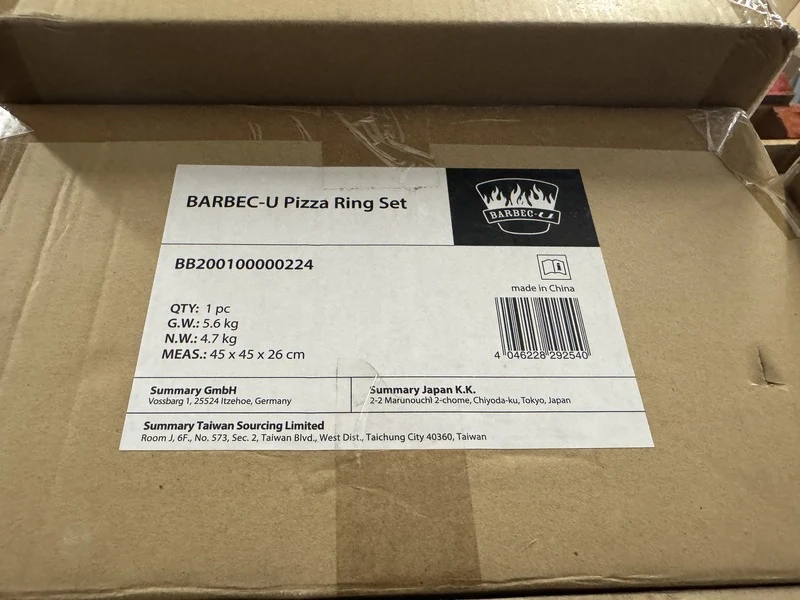 BARBEC-U Pizza Ring Set
BARBEC-U
BB200100000224
made in China
QTY: 1 pc
G.W.: 5.6 kg
N.W.: 4.7 kg
MEAS.: 45 x 45 x 26 cm
4 046228 292540
Summary GmbH
Vossbarg 1, 25524 Itzehoe, Germany
Summary Japan K.K.
2-2 Marunouchi 2-chome, Chiyoda-ku, Tokyo, Japan
Summary Taiwan Sourcing Limited
Room J, 6F., No. 573, Sec. 2, Taiwan Blvd., West Dist., Taichung City 40360, Taiwan